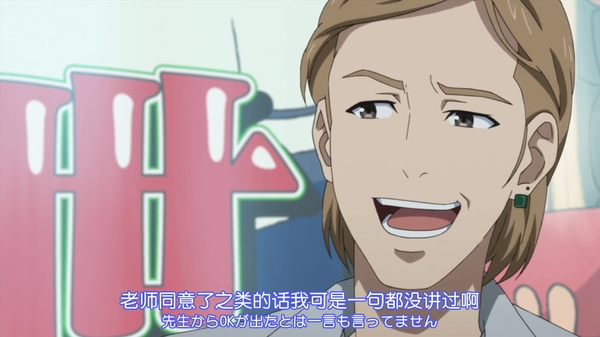 老师同意了之类的话我可是一句都没讲过啊
先生からOKが出たとは一言も言ってません